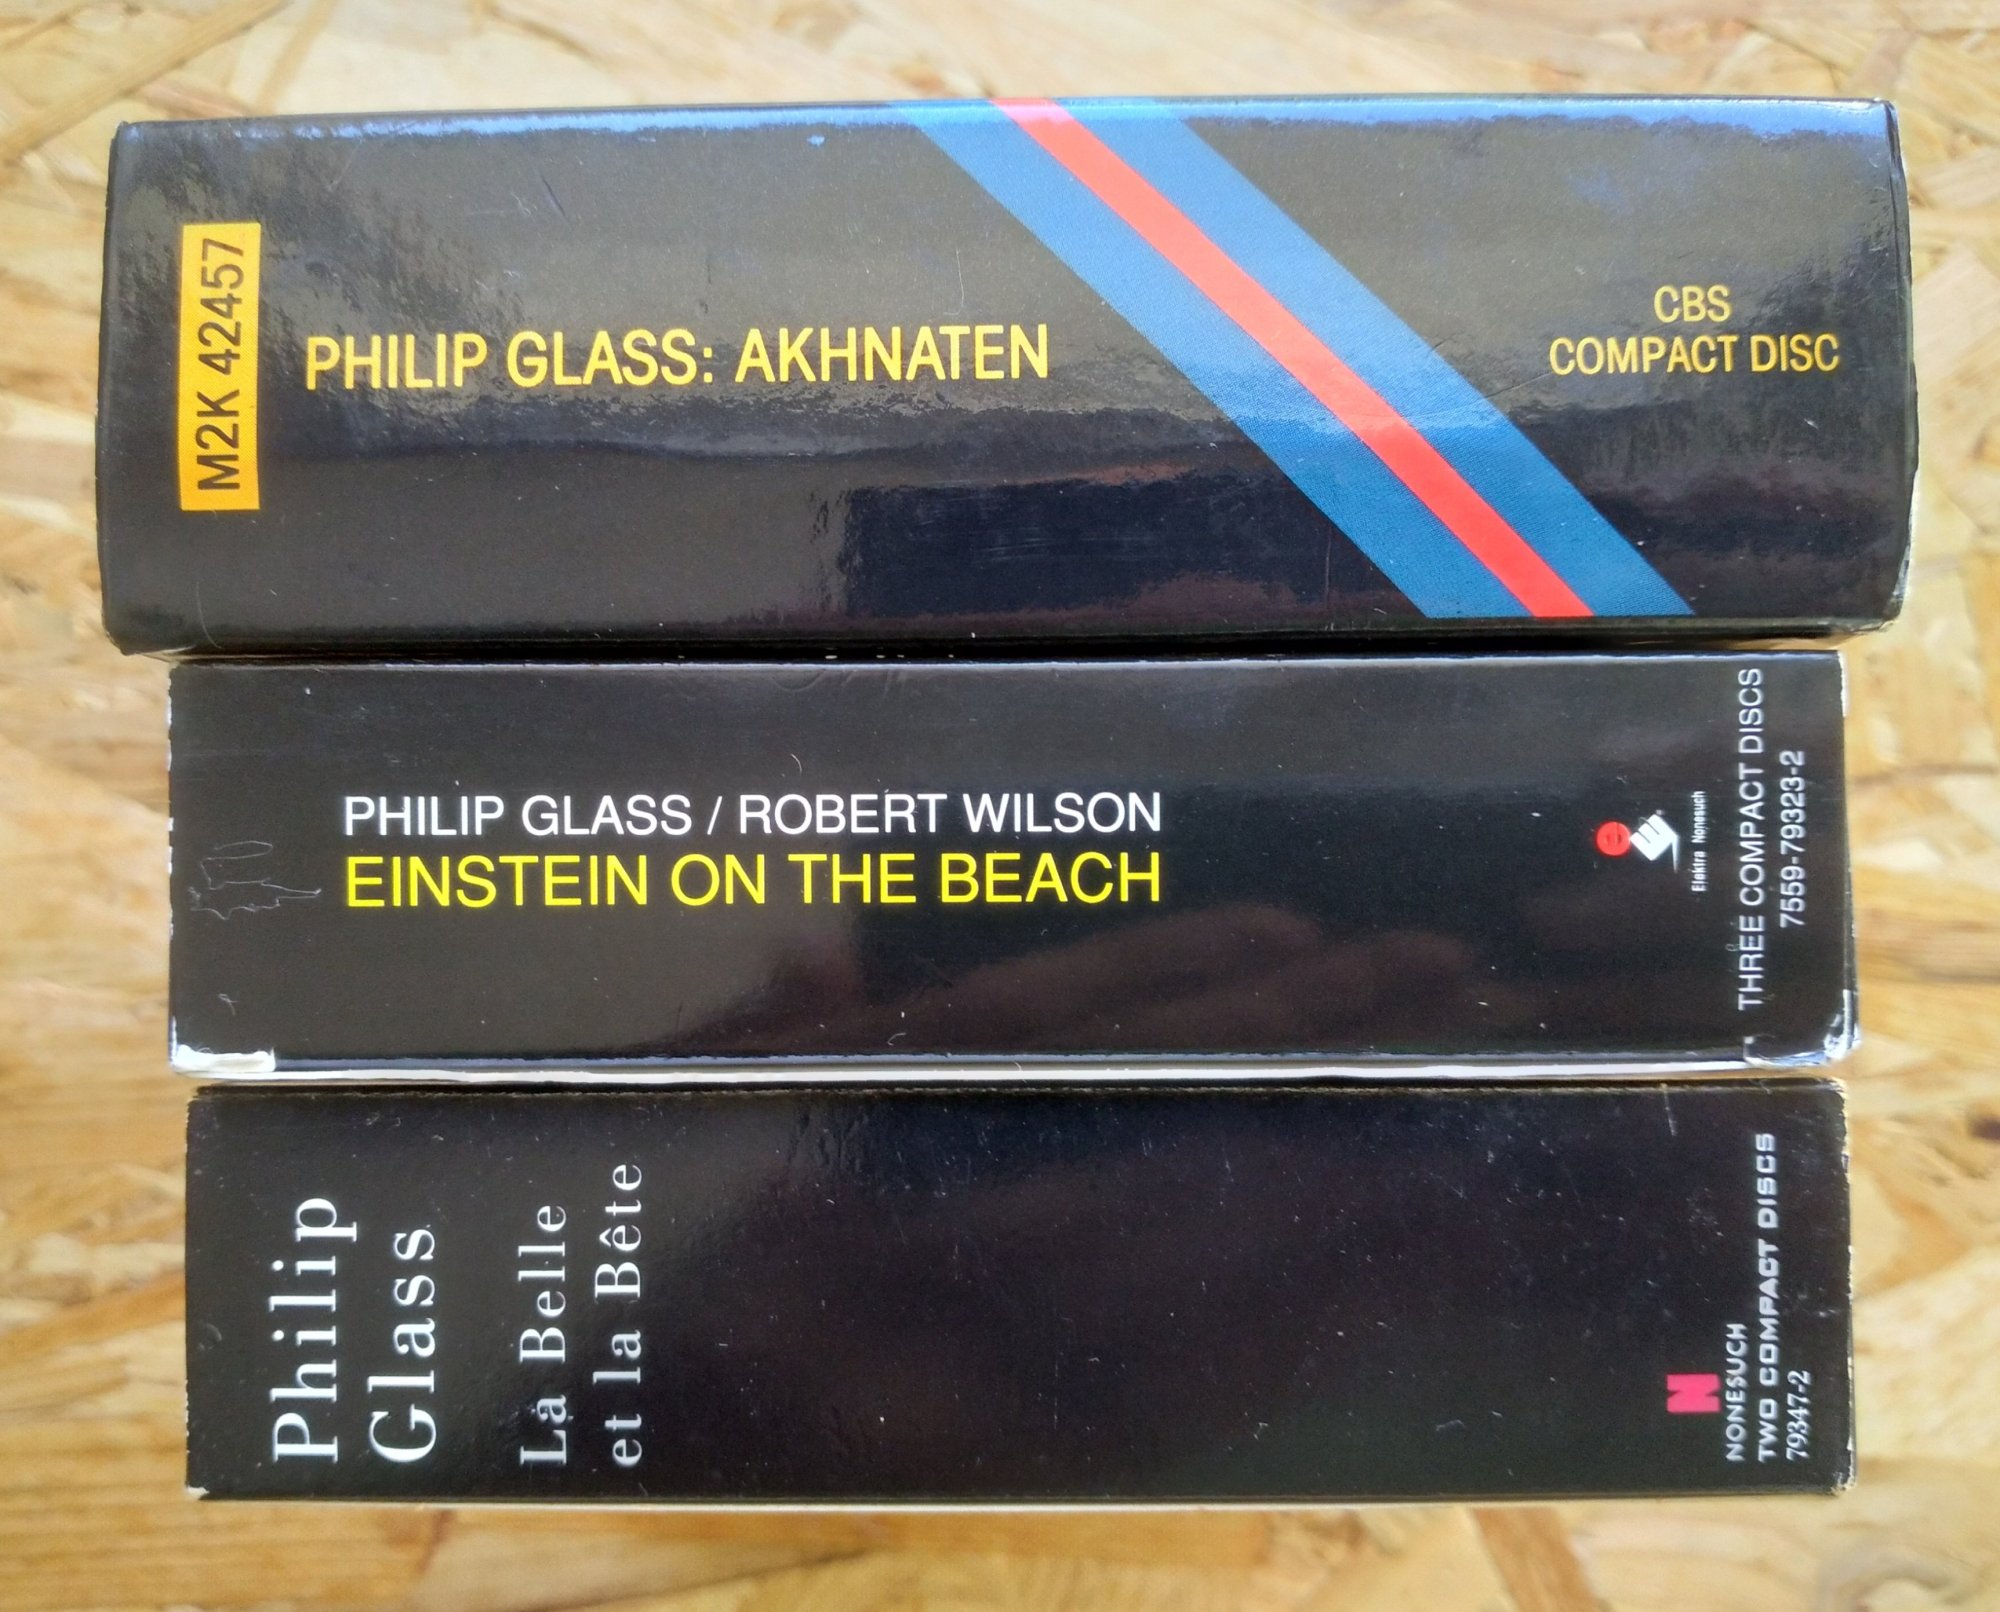 M2K 42457
PHILIP GLASS: AKHNATEN
CBS
COMPACT DISC
PHILIP GLASS / ROBERT WILSON
EINSTEIN ON THE BEACH
Elektra Nonesuch
THREE COMPACT DISCS
7559-79323-2
Philip
Glass
La Belle
et la Bête
N
NONESUCH
TWO COMPACT DISCS
79347-2